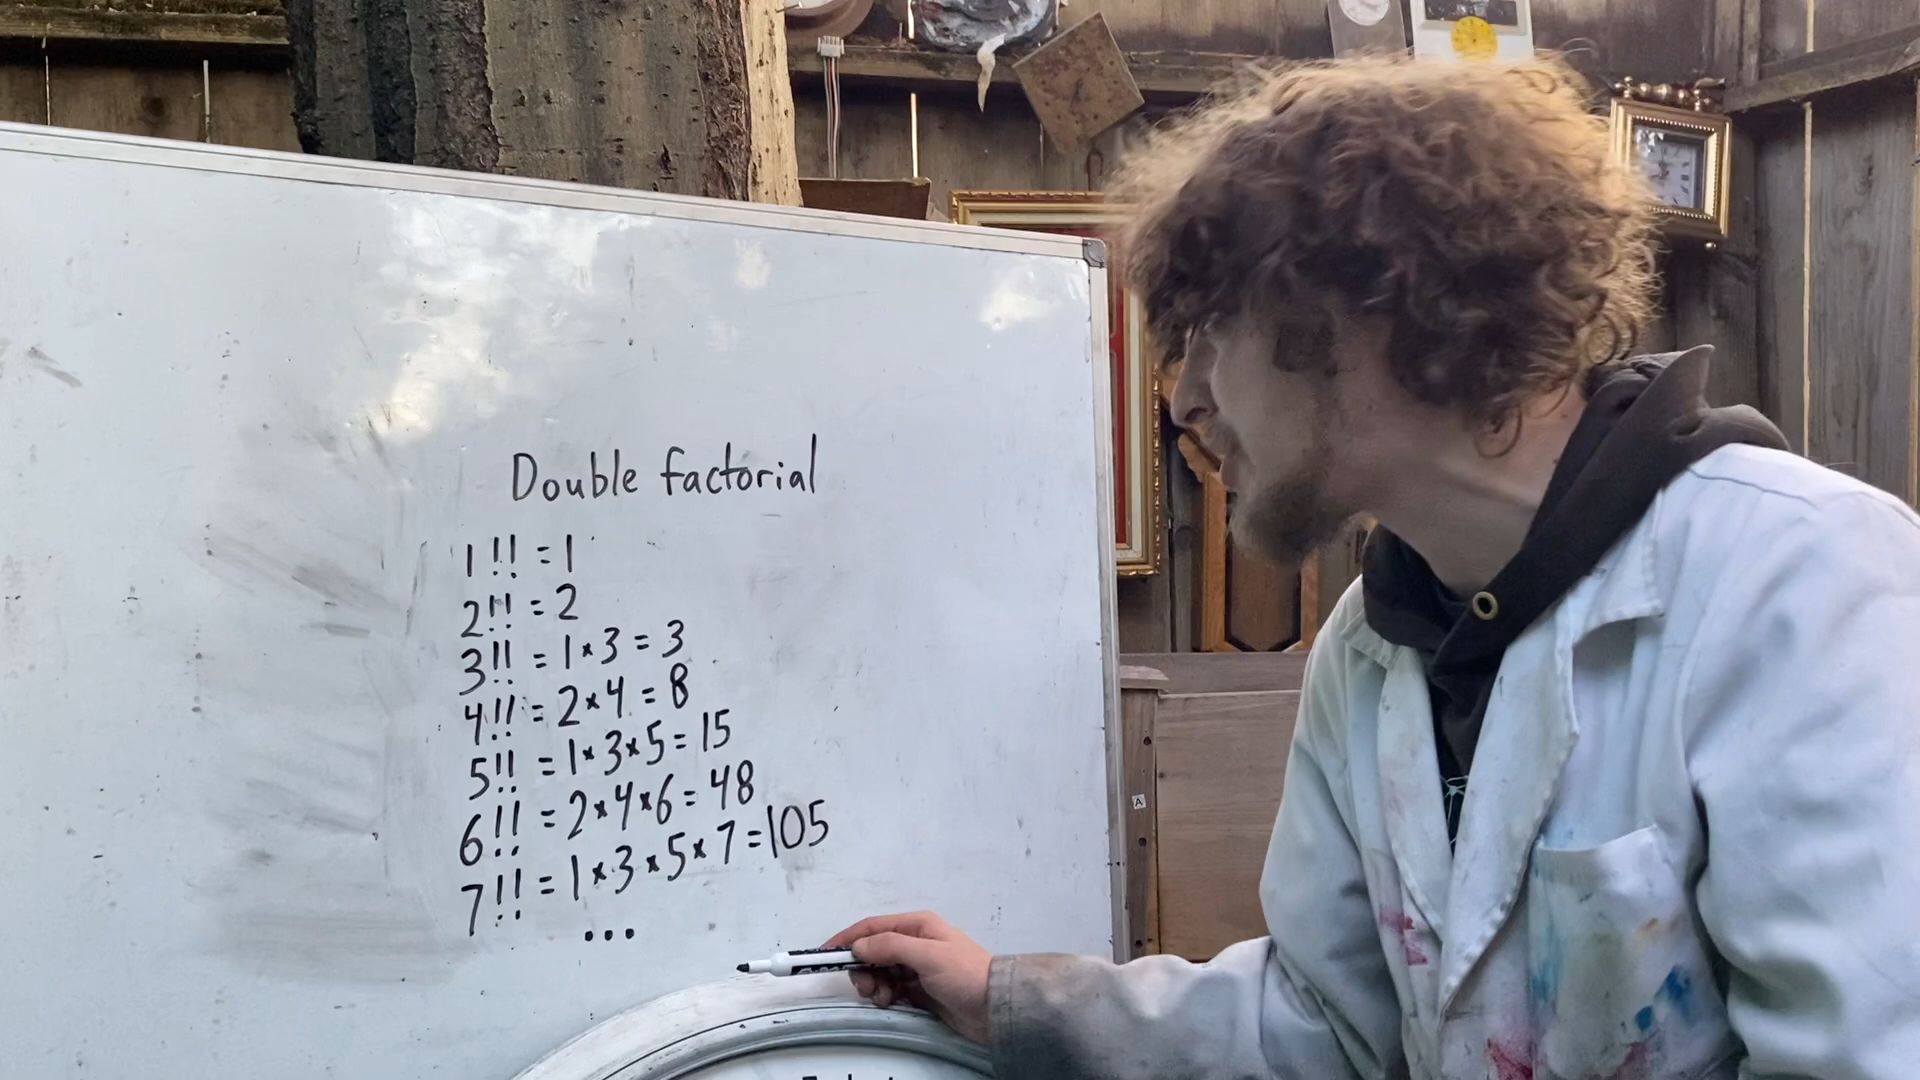 Double factorial
1!! = 1
2!! = 2
3!! = 1×3 = 3
4!! = 2×4 = 8
5!! = 1×3×5 = 15
6!! = 2×4×6 = 48
7!! = 1×3×5×7 = 105
...
A